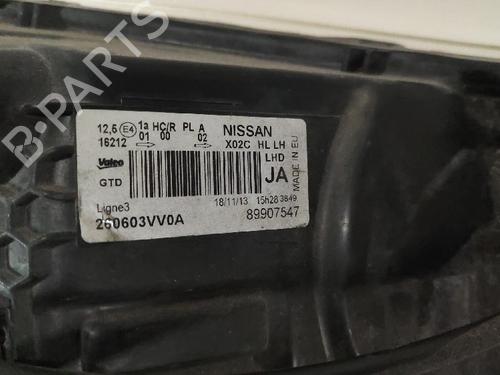 12,5 E4 1a HC/R PL A NISSAN
16212 01 00 02 X02C HL LH
Valeo LHD
GTD JA
MADE IN EU
Ligne3 18/11/13 15h28 3849
260603VV0A 89907547
B-PARTS